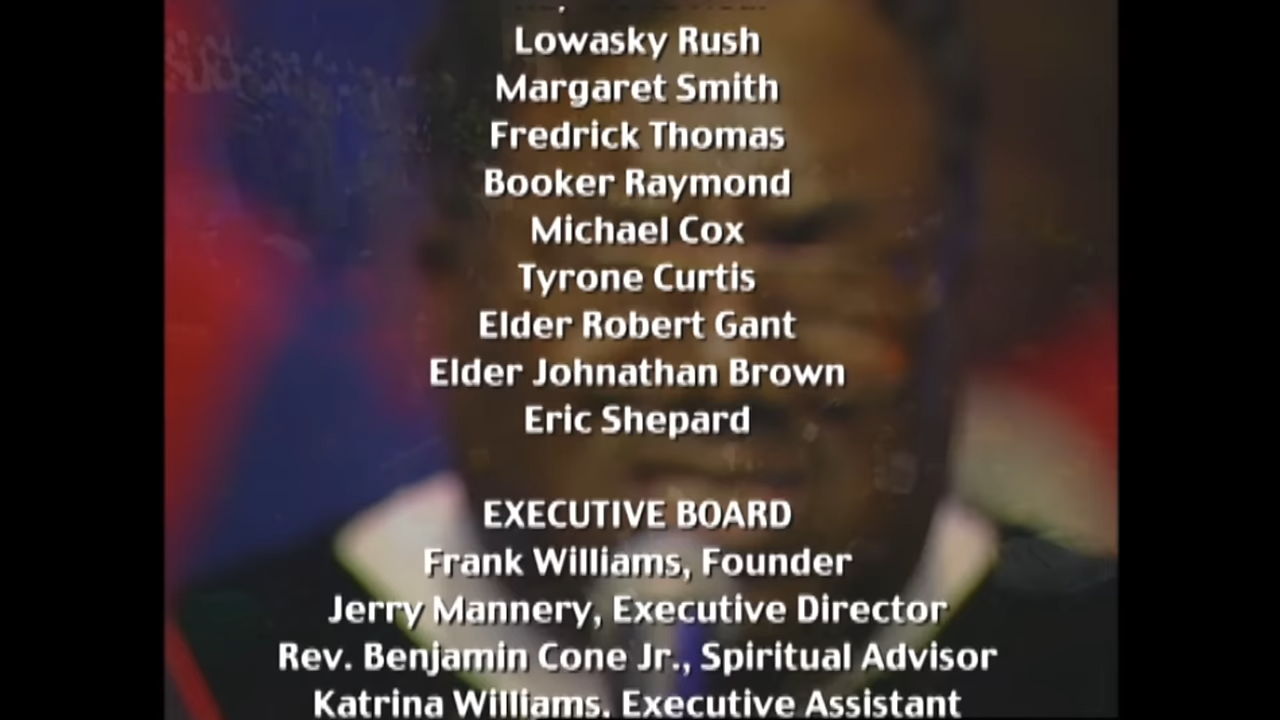 Lowasky Rush
Margaret Smith
Fredrick Thomas
Booker Raymond
Michael Cox
Tyrone Curtis
Elder Robert Gant
Elder Johnathan Brown
Eric Shepard
EXECUTIVE BOARD
Frank Williams, Founder
Jerry Mannery, Executive Director
Rev. Benjamin Cone Jr., Spiritual Advisor
Katrina Williams, Executive Assistant